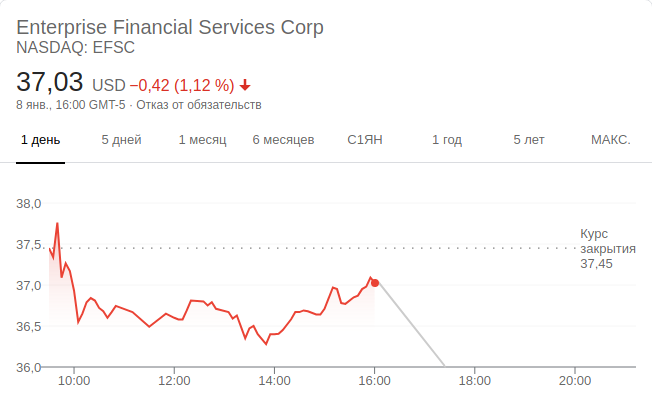 Enterprise Financial Services Corp
NASDAQ: EFSC
37,03 USD −0,42 (1,12 %)
8 янв., 16:00 GMT-5 · Отказ от обязательств
1 день 5 дней 1 месяц 6 месяцев С1ЯН 1 год 5 лет МАКС.
38,0
37,5
Курс
закрытия
37,45
37,0
36,5
36,0
10:00 12:00 14:00 16:00 18:00 20:00